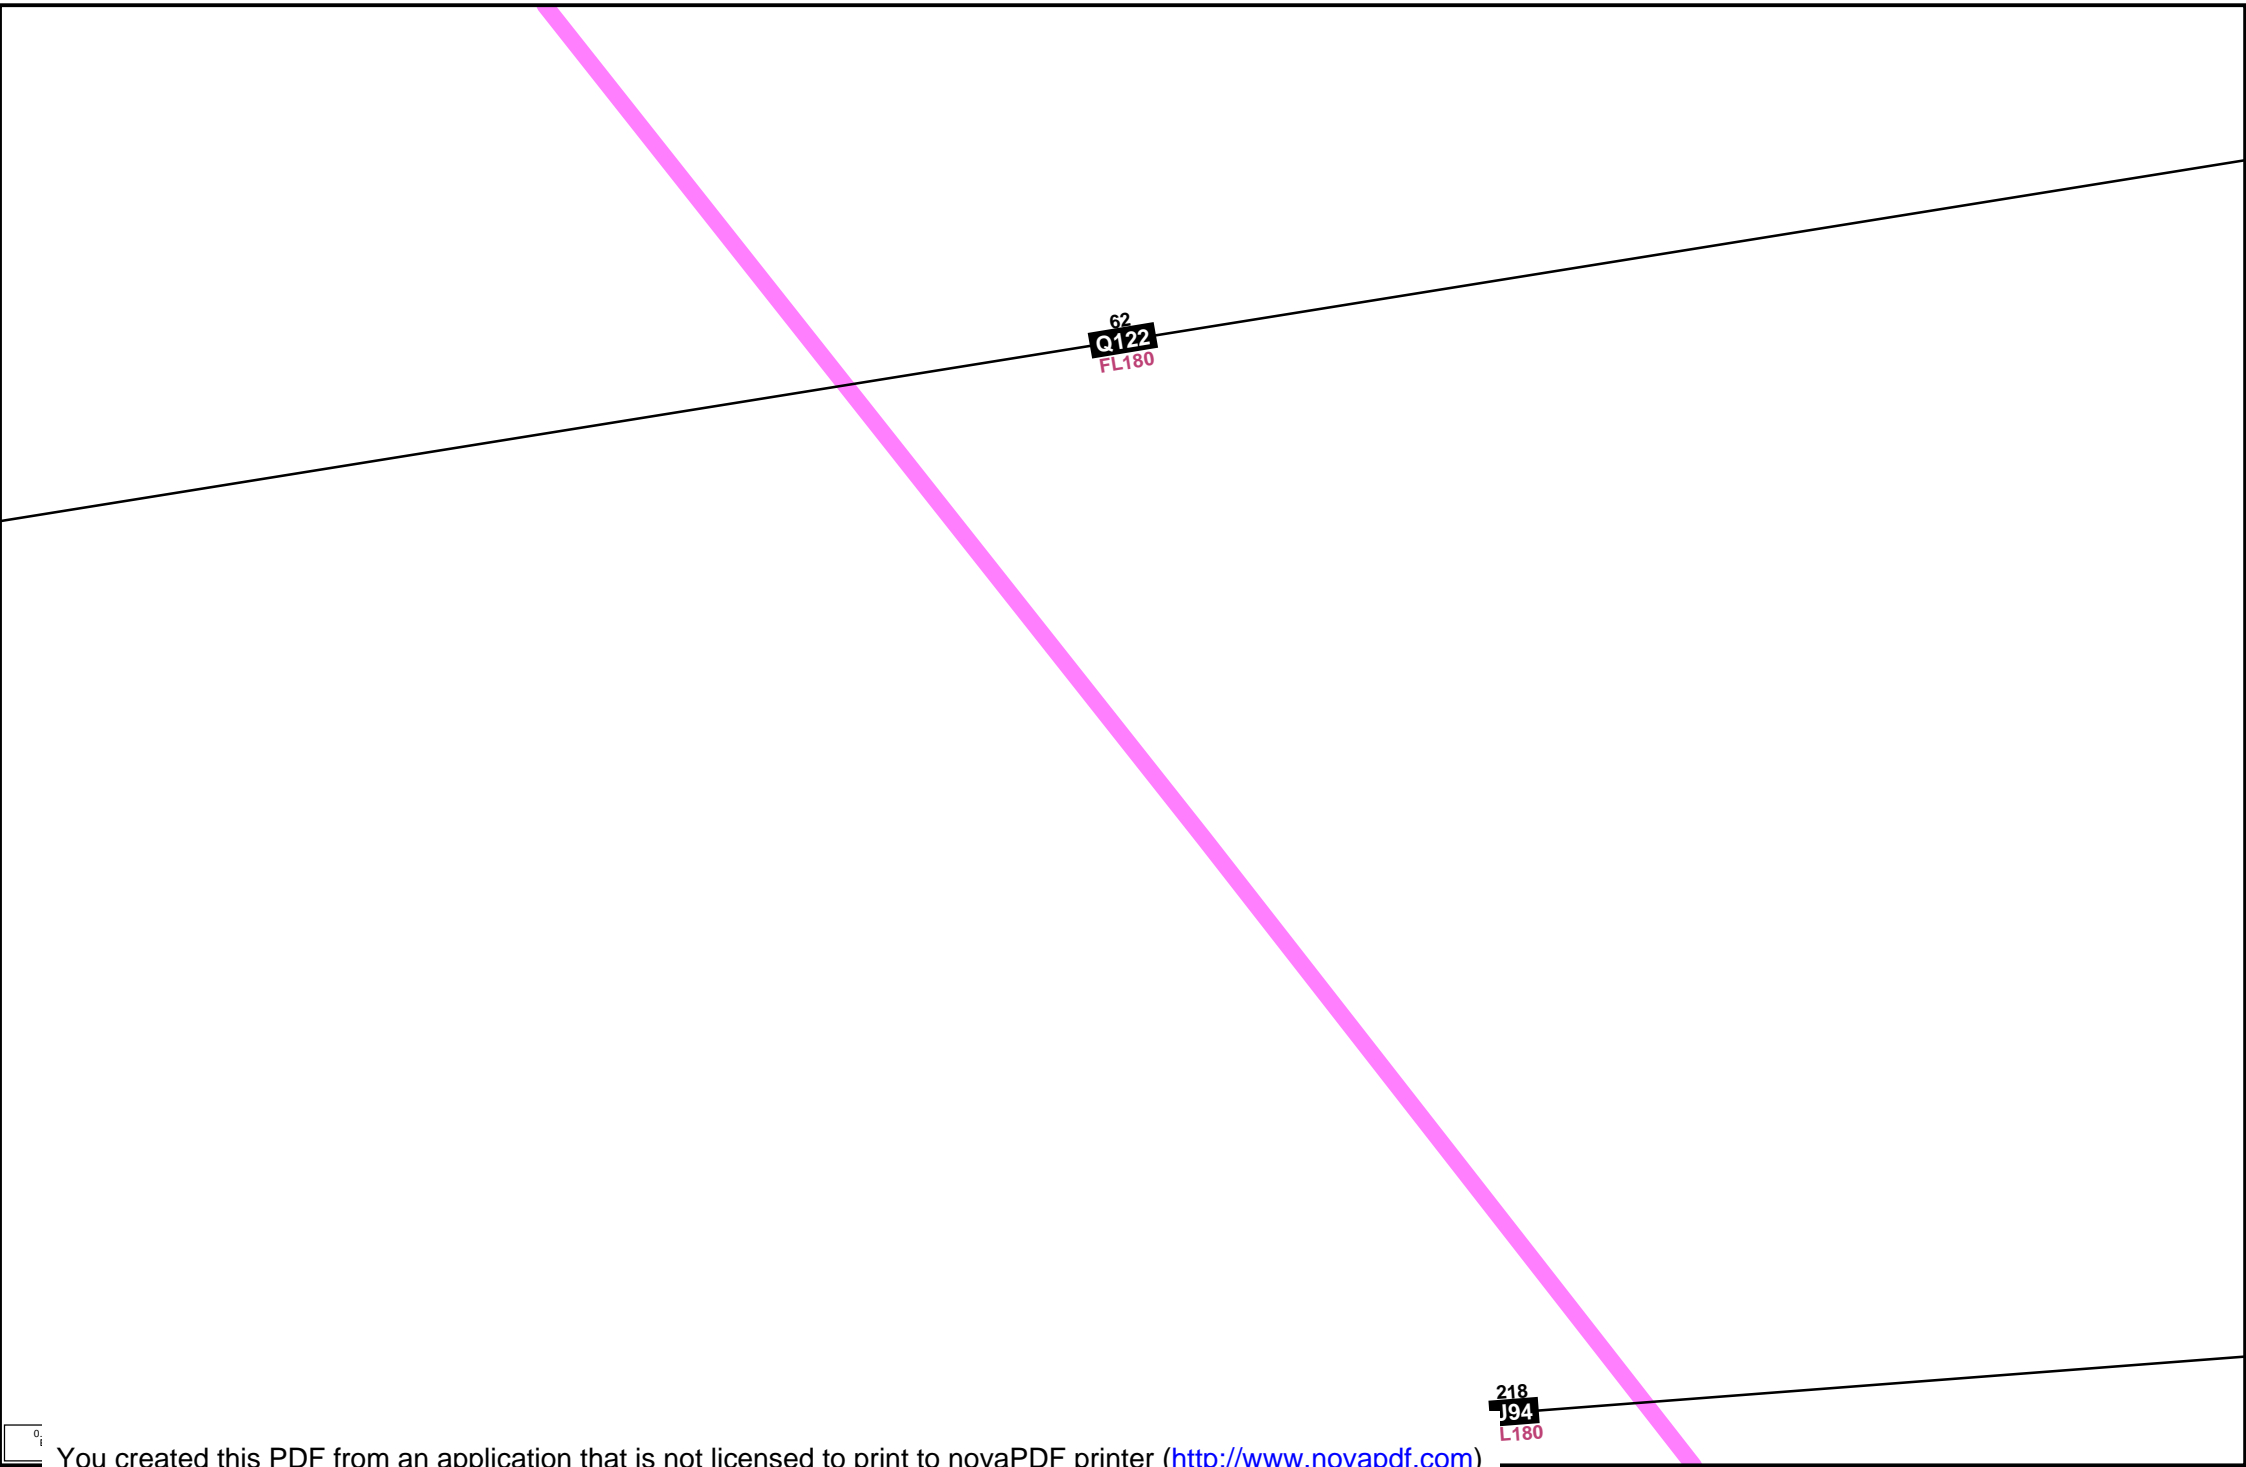 62
Q122
FL180
218
J94
L180
You created this PDF from an application that is not licensed to print to novaPDF printer (http://www.novapdf.com)